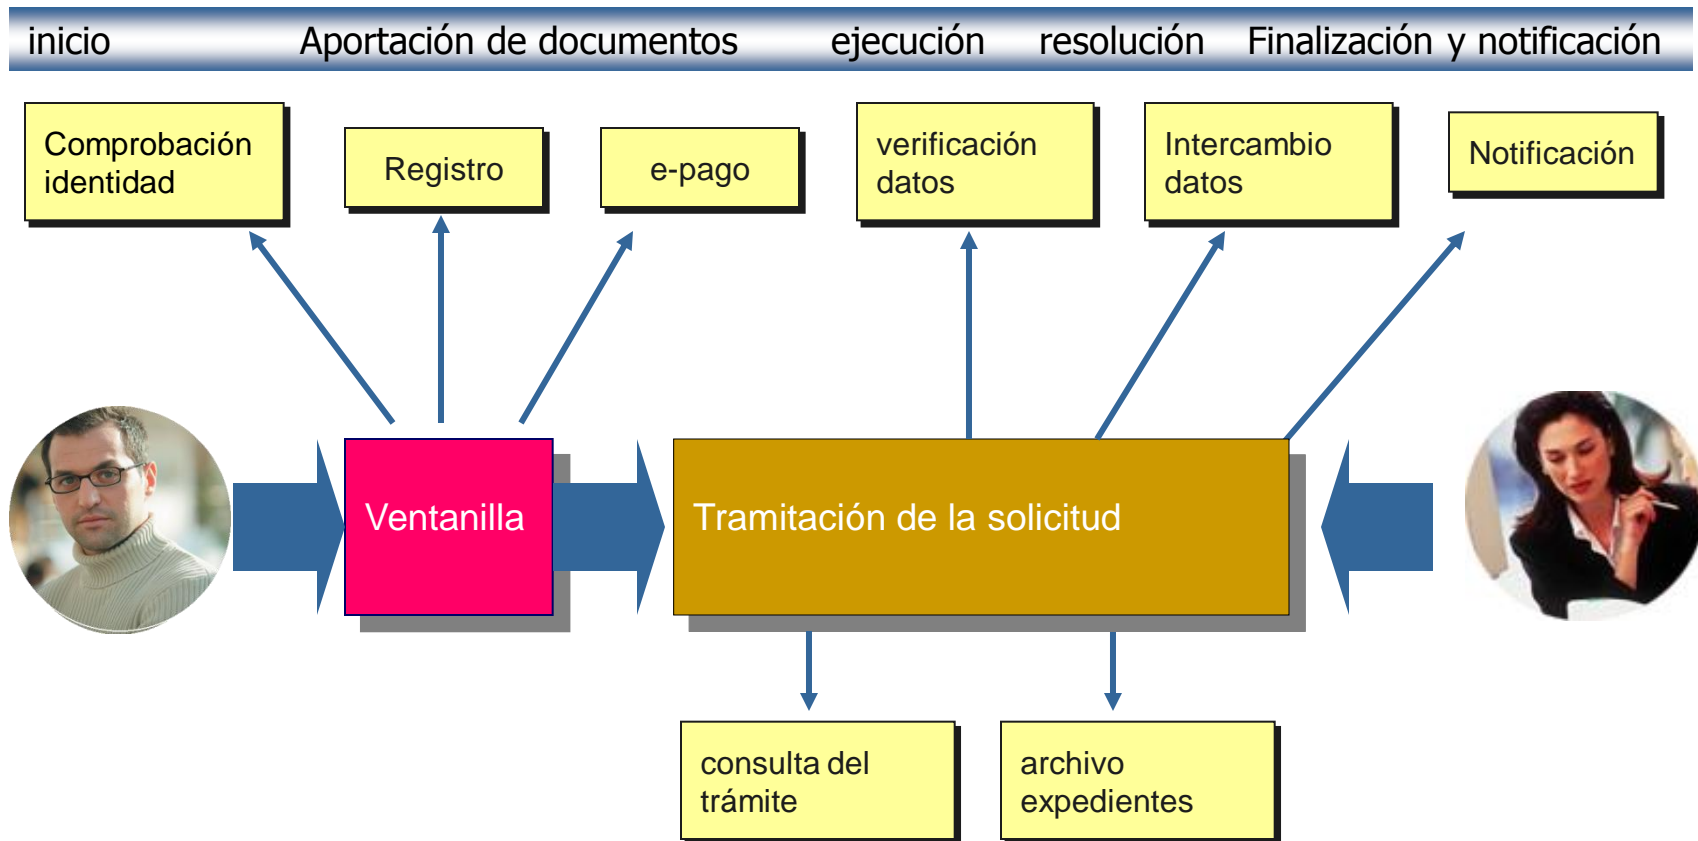 inicio Aportación de documentos ejecución resolución Finalización y notificación
Comprobación
identidad
Registro
e-pago
verificación
datos
Intercambio
datos
Notificación
Ventanilla
Tramitación de la solicitud
consulta del
trámite
archivo
expedientes